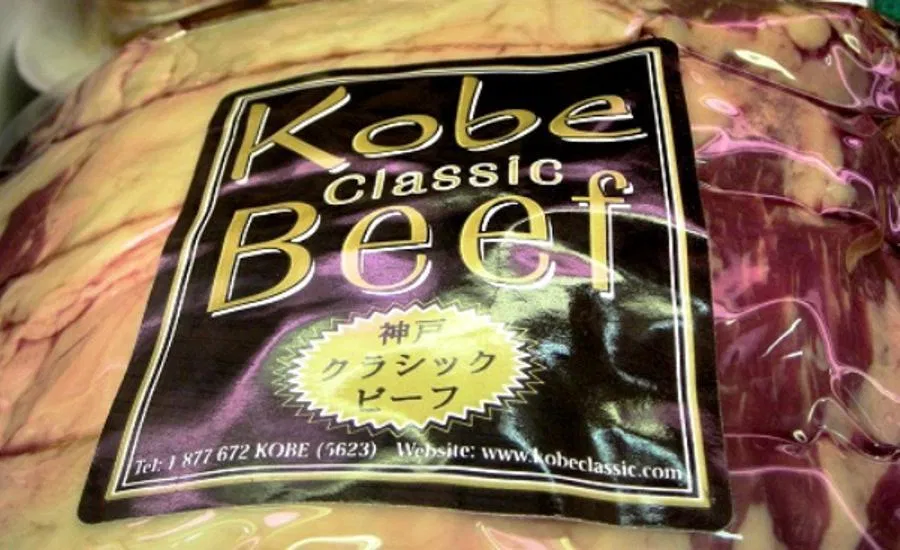 Kobe
Classic
Beef
神戸
クラシック
ビーフ
Tel: 1 877 672 KOBE (5623) Website: www.kobeclassic.com